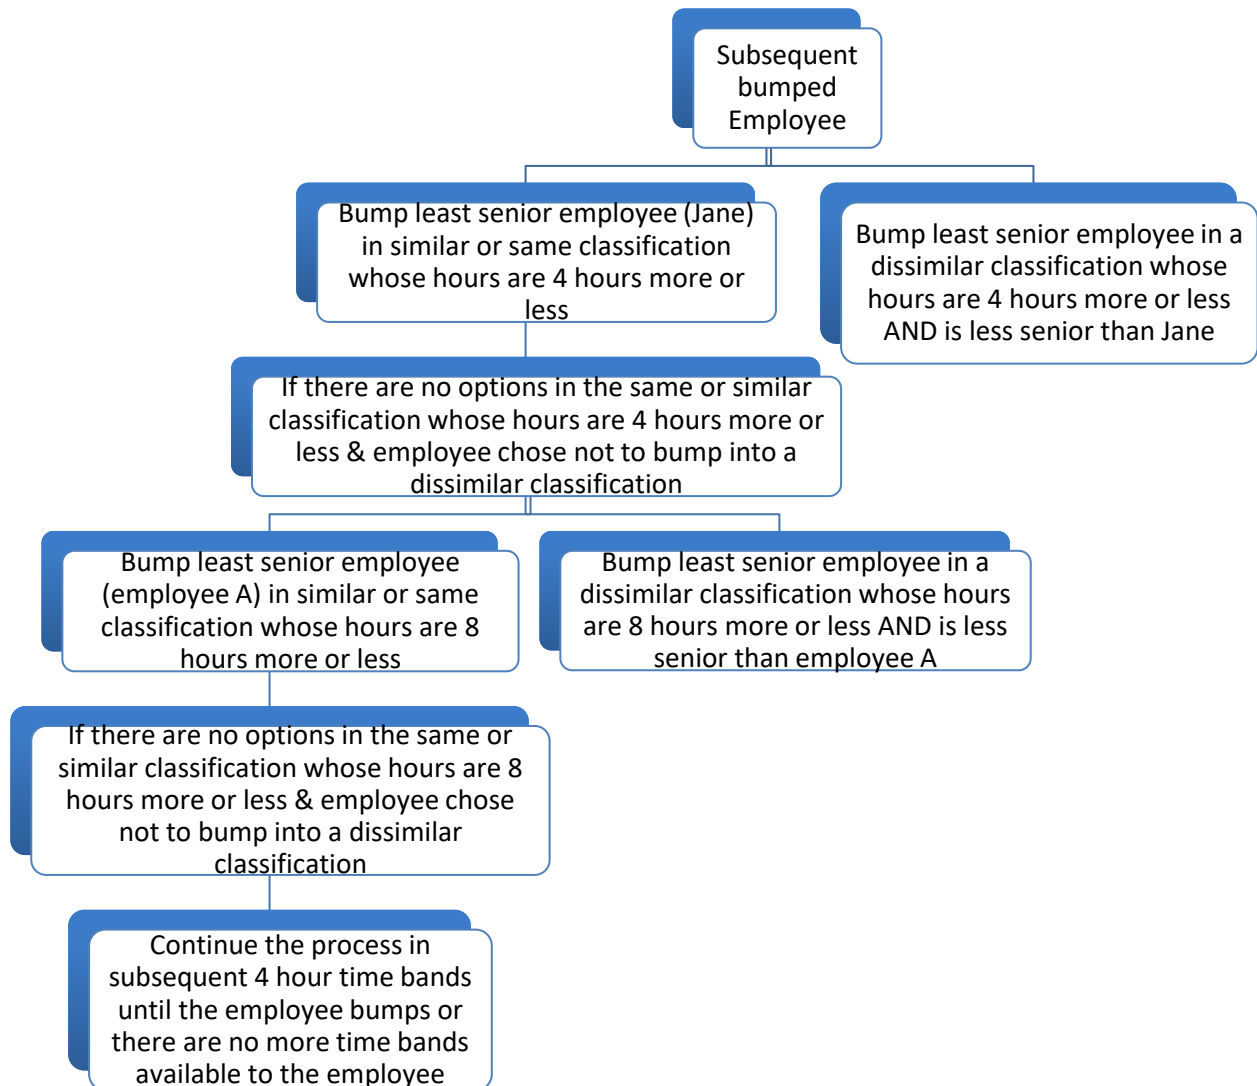 Subsequent
bumped
Employee
Bump least senior employee (Jane)
in similar or same classification
whose hours are 4 hours more or
less
Bump least senior employee in a
dissimilar classification whose
hours are 4 hours more or less
AND is less senior than Jane
If there are no options in the same or similar
classification whose hours are 4 hours more or
less & employee chose not to bump into a
dissimilar classification
Bump least senior employee
(employee A) in similar or same
classification whose hours are 8
hours more or less
Bump least senior employee in a
dissimilar classification whose hours
are 8 hours more or less AND is less
senior than employee A
If there are no options in the same or
similar classification whose hours are 8
hours more or less & employee chose
not to bump into a dissimilar
classification
Continue the process in
subsequent 4 hour time bands
until the employee bumps or
there are no more time bands
available to the employee